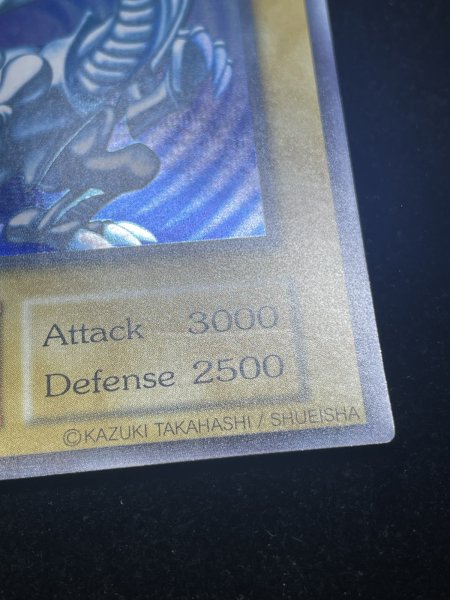 Attack 3000
Defense 2500
©KAZUKI TAKAHASHI / SHUEISHA